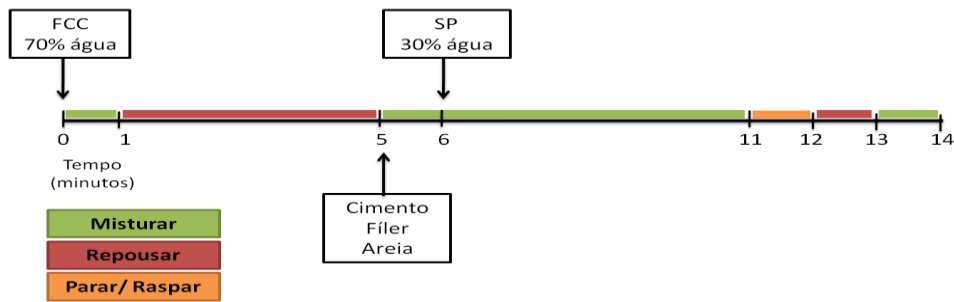 FCC
70% água
SP
30% água
0
1
5
6
11
12
13
14
Tempo
(minutos)
Cimento
Fíler
Areia
Misturar
Repousar
Parar/ Raspar